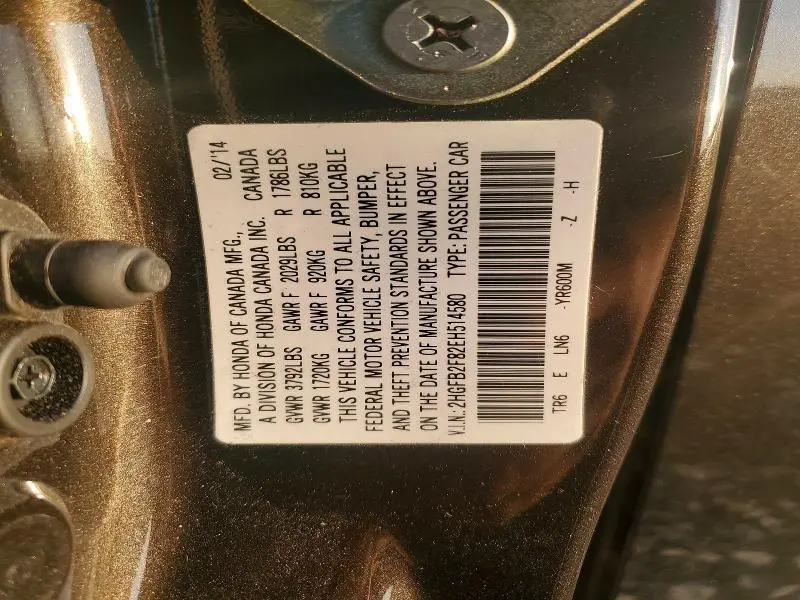 02/'14
MFD. BY HONDA OF CANADA MFG.,
A DIVISION OF HONDA CANADA INC. CANADA
GVWR 3792LBS GAWR F 2029LBS R 1786LBS
GVWR 1720KG GAWR F 920KG R 810KG
THIS VEHICLE CONFORMS TO ALL APPLICABLE
FEDERAL MOTOR VEHICLE SAFETY, BUMPER,
AND THEFT PREVENTION STANDARDS IN EFFECT
ON THE DATE OF MANUFACTURE SHOWN ABOVE.
V.I.N.: 2HGFB2F82EH514580 TYPE: PASSENGER CAR
TR6 E LN6 -YR600M -Z -H